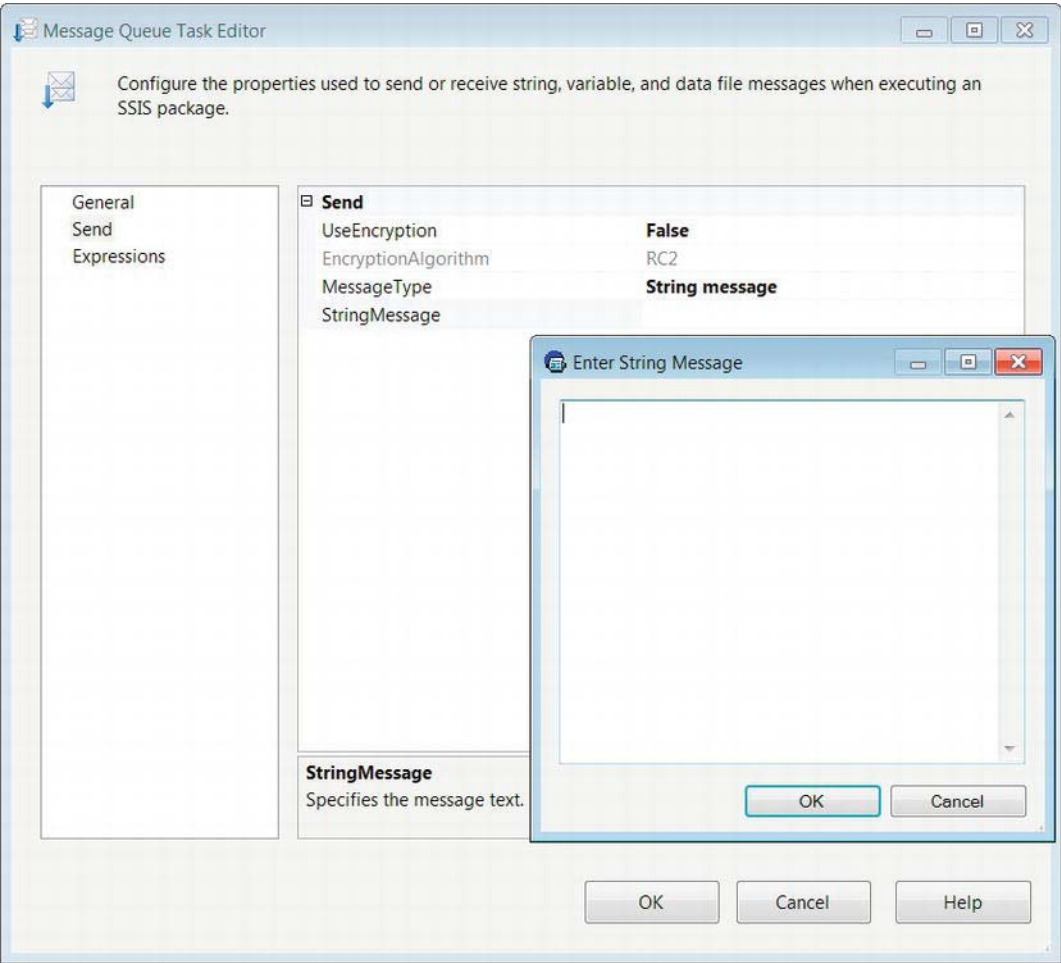 Message Queue Task Editor
Configure the properties used to send or receive string, variable, and data file messages when executing an
SSIS package.
General
Send
Expressions
Send
UseEncryption False
EncryptionAlgorithm RC2
MessageType String message
StringMessage
Enter String Message
StringMessage
Specifies the message text.
OK Cancel
OK Cancel Help